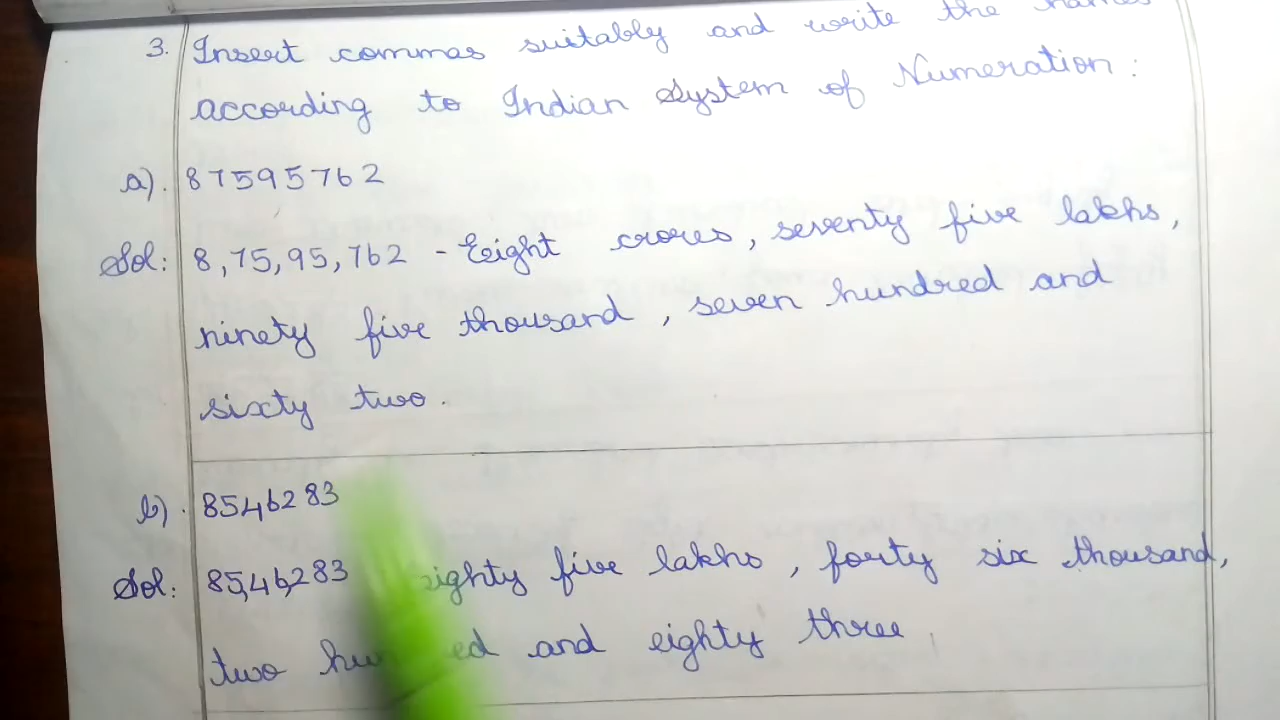 3. Insert commas suitably and write the names
according to Indian System of Numeration :
a). 87595762
Sol: 8,75,95,762 - Eight crores, seventy five lakhs,
ninety five thousand, seven hundred and
sixty two.
b). 8546283
Sol: 85,46,283 eighty five lakhs, forty six thousand,
two and eighty three